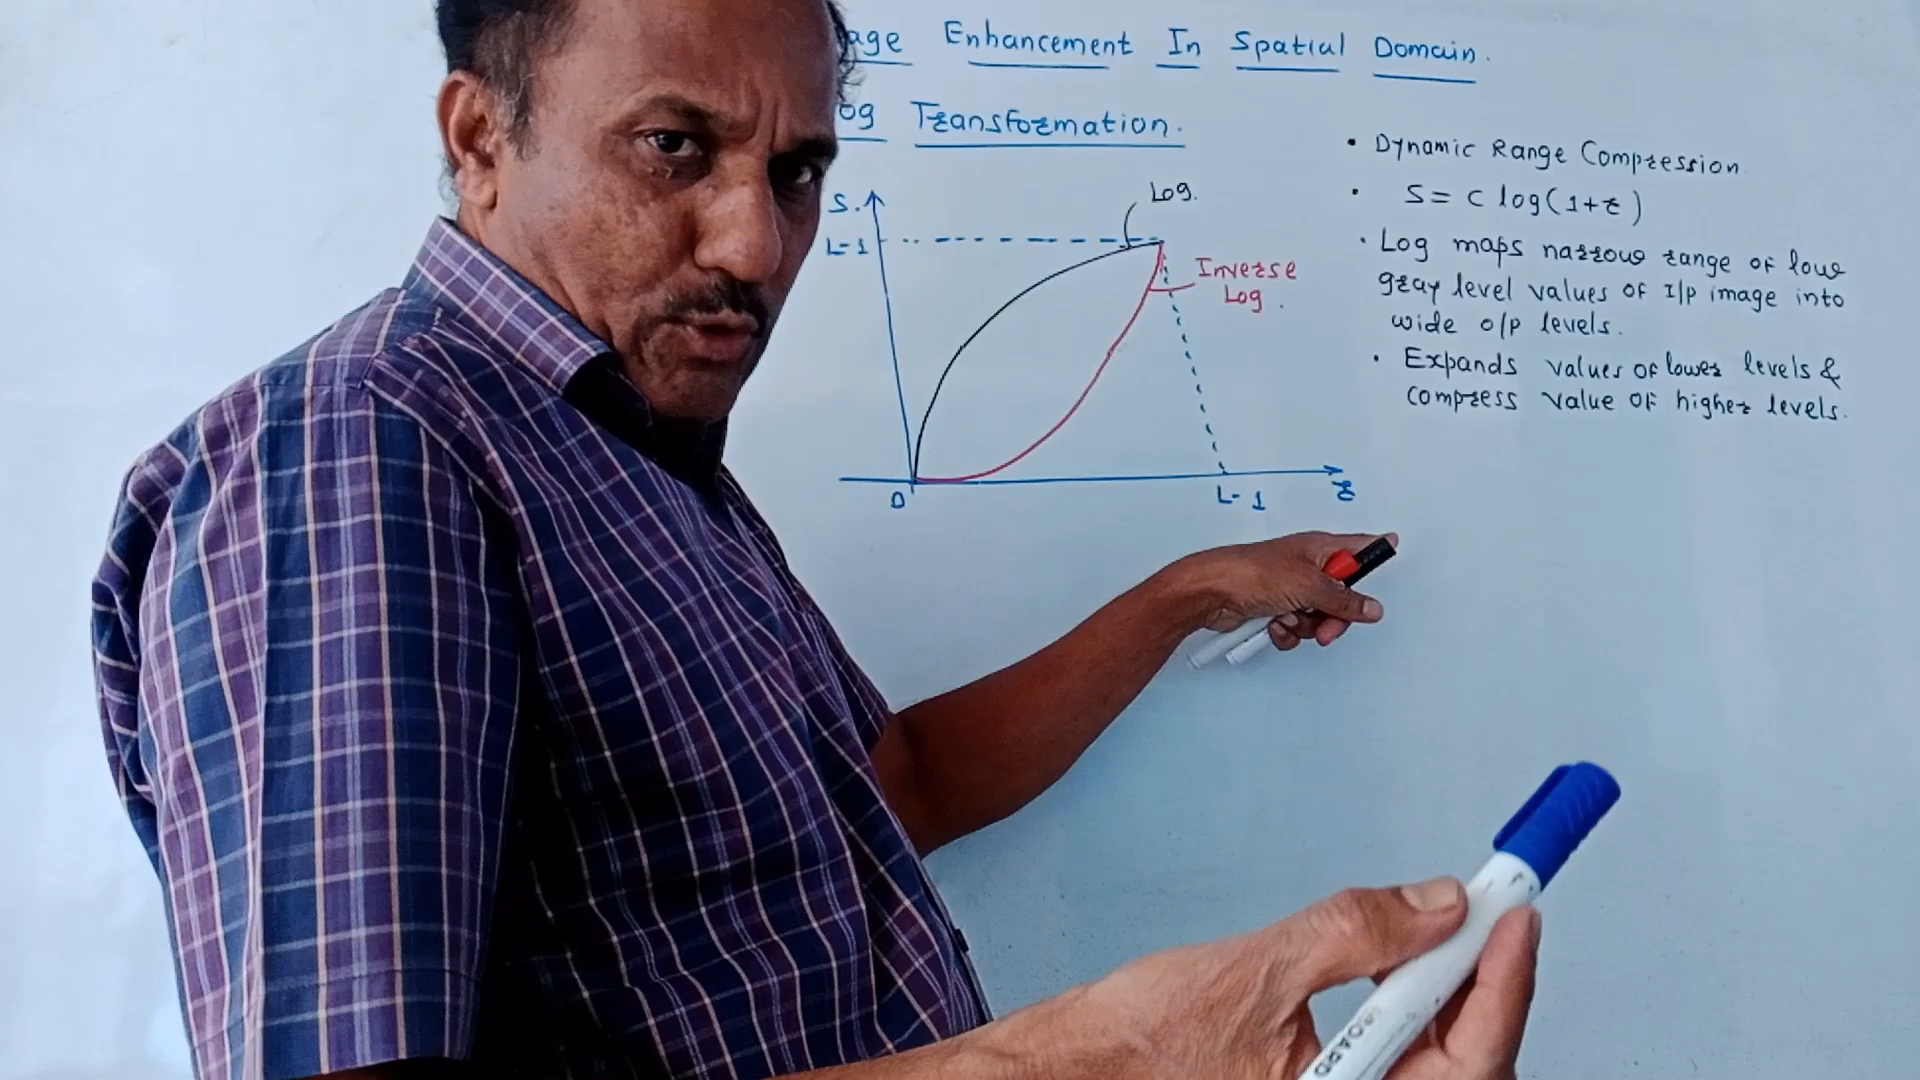 age Enhancement In Spatial Domain.
og Transformation.
• Dynamic Range Compression
• S = C log(1+r)
• Log maps narrow range of low
gray level values of I/P image into
wide o/p levels.
• Expands values of lower levels &
compress value of higher levels.
S.
L-1
Log.
Inverse
Log.
0
L-1
r
BOARD